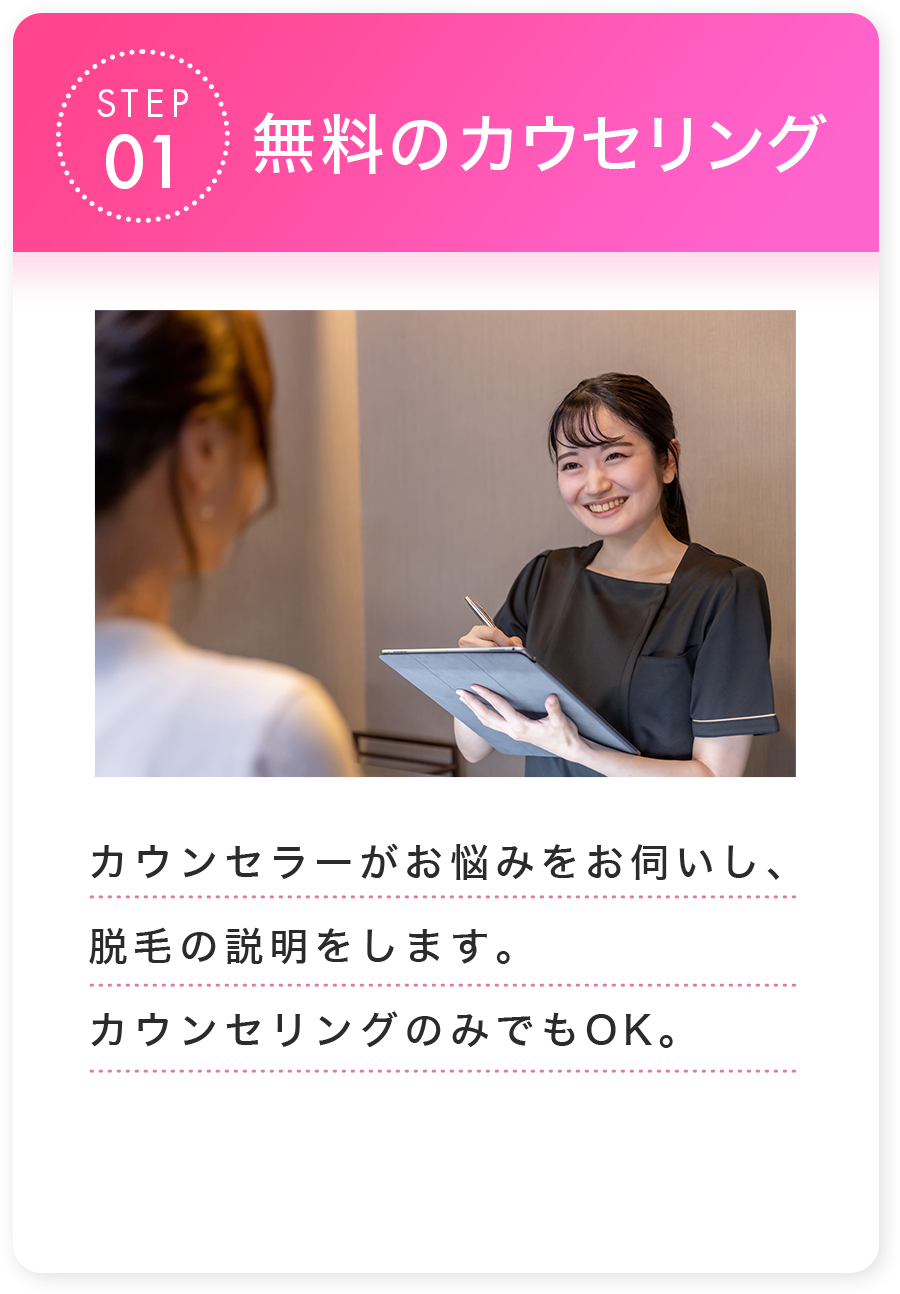 STEP
01
無料のカウセリング
カウンセラーがお悩みをお伺いし、
脱毛の説明をします。
カウンセリングのみでもOK。